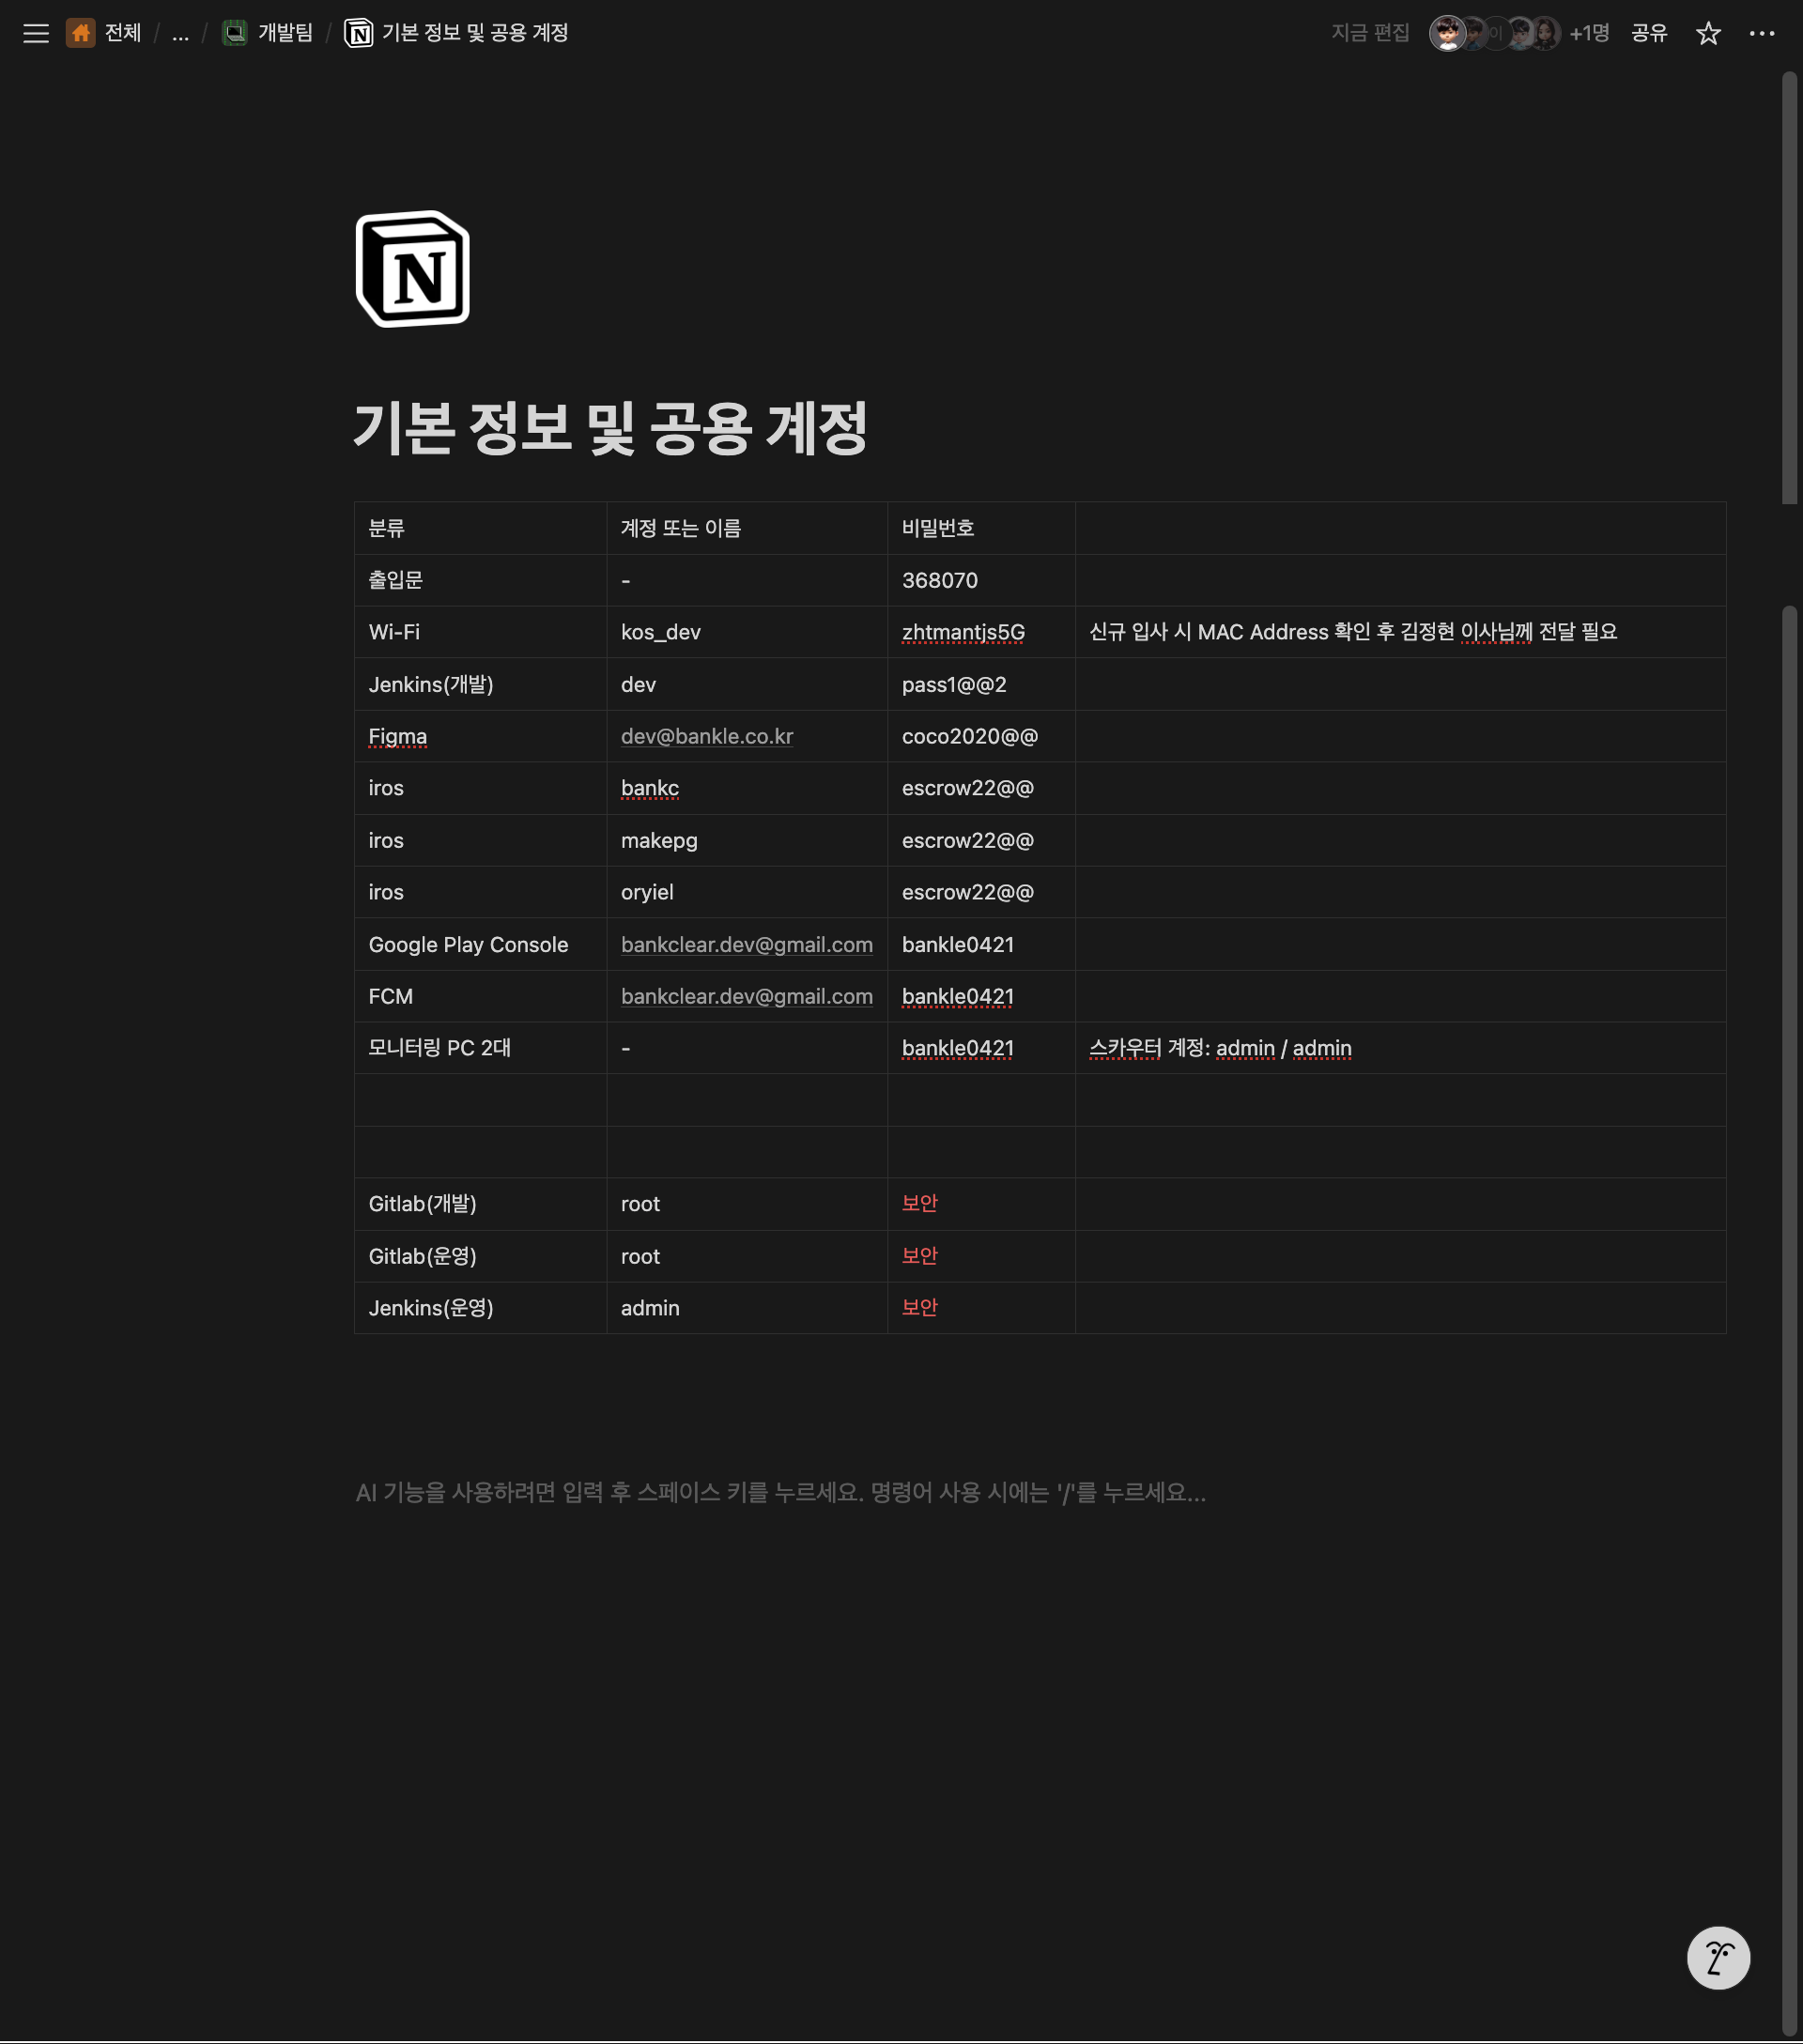 전체 / ... / 개발팀 / 기본 정보 및 공용 계정
지금 편집 이 +1명 공유
N
기본 정보 및 공용 계정
분류 계정 또는 이름 비밀번호
출입문 - 368070
Wi-Fi kos_dev zhtmantjs5G 신규 입사 시 MAC Address 확인 후 김정현 이사님께 전달 필요
Jenkins(개발) dev pass1@@2
Figma dev@bankle.co.kr coco2020@@
iros bankc escrow22@@
iros makepg escrow22@@
iros oryiel escrow22@@
Google Play Console bankclear.dev@gmail.com bankle0421
FCM bankclear.dev@gmail.com bankle0421
모니터링 PC 2대 - bankle0421 스카우터 계정: admin / admin
Gitlab(개발) root 보안
Gitlab(운영) root 보안
Jenkins(운영) admin 보안
AI 기능을 사용하려면 입력 후 스페이스 키를 누르세요. 명령어 사용 시에는 '/'를 누르세요...